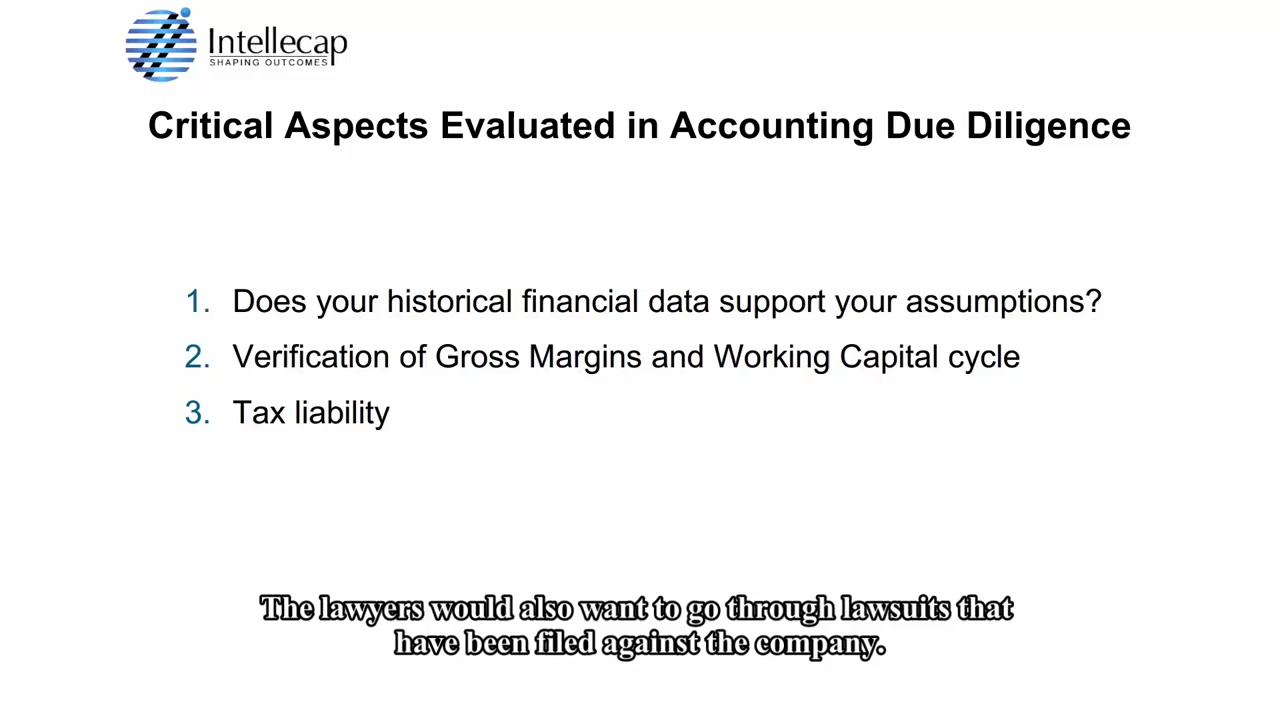 Intellecap
SHAPING OUTCOMES
Critical Aspects Evaluated in Accounting Due Diligence
1. Does your historical financial data support your assumptions?
2. Verification of Gross Margins and Working Capital cycle
3. Tax liability
The lawyers would also want to go through lawsuits that
have been filed against the company.